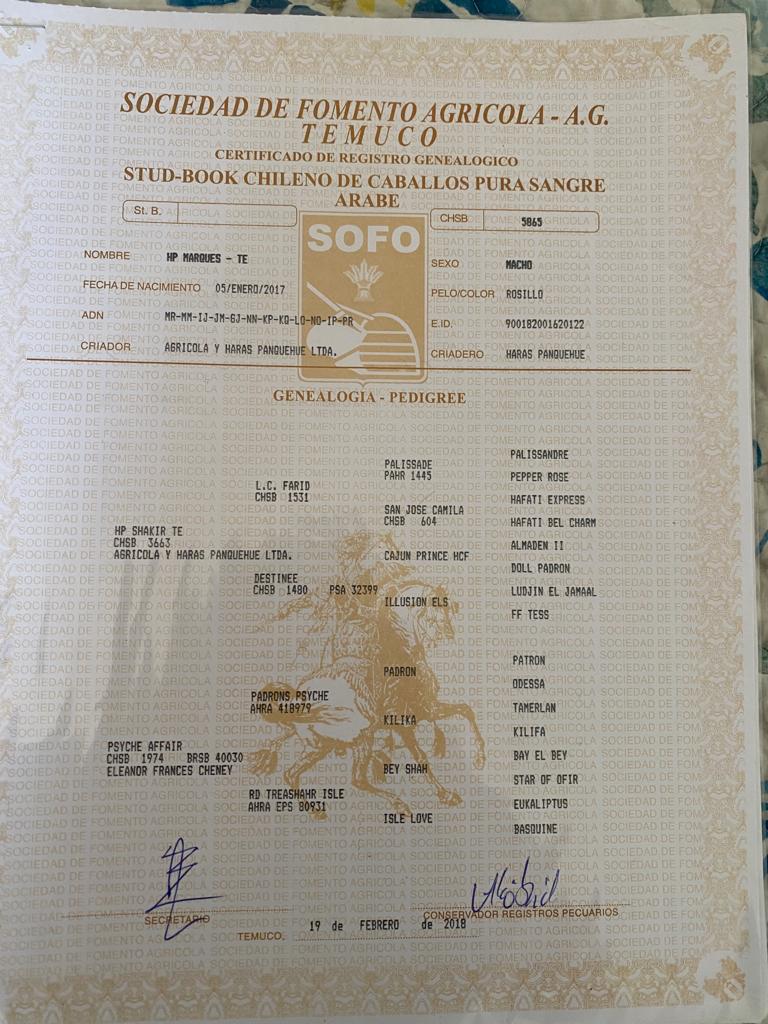 SOCIEDAD DE FOMENTO AGRICOLA - A.G.
TEMUCO
CERTIFICADO DE REGISTRO GENEALOGICO
STUD-BOOK CHILENO DE CABALLOS PURA SANGRE
ARABE
St. B.
CHSB 5865
SOFO
NOMBRE HP MARQUES - TE
SEXO MACHO
FECHA DE NACIMIENTO 05/ENERO/2017
PELO/COLOR ROSILLO
ADN MR-MM-IJ-JM-GJ-NN-KP-KQ-LO-NO-IP-PR
E.ID. 900182001620122
CRIADOR AGRICOLA Y HARAS PANQUEHUE LTDA.
CRIADERO HARAS PANQUEHUE
GENEALOGIA - PEDIGREE
HP SHAKIR TE
CHSB 3663
AGRICOLA Y HARAS PANQUEHUE LTDA.
L.C. FARID
CHSB 1531
DESTINEE
CHSB 1480 PSA 32399
PALISSADE
PAHR 1445
SAN JOSE CAMILA
CHSB 604
CAJUN PRINCE HCF
ILLUSION ELS
PALISSANDRE
PEPPER ROSE
HAFATI EXPRESS
HAFATI BEL CHARM
ALMADEN II
DOLL PADRON
LUDJIN EL JAMAAL
FF TESS
PSYCHE AFFAIR
CHSB 1974 BRSB 40030
ELEANOR FRANCES CHENEY
PADRONS PSYCHE
AHRA 418979
RD TREASHAHR ISLE
AHRA EPS 80931
PADRON
KILIKA
BEY SHAH
ISLE LOVE
PATRON
ODESSA
TAMERLAN
KILIFA
BAY EL BEY
STAR OF OFIR
EUKALIPTUS
BASQUINE
SECRETARIO
CONSERVADOR REGISTROS PECUARIOS
TEMUCO, 19 de FEBRERO de 2018